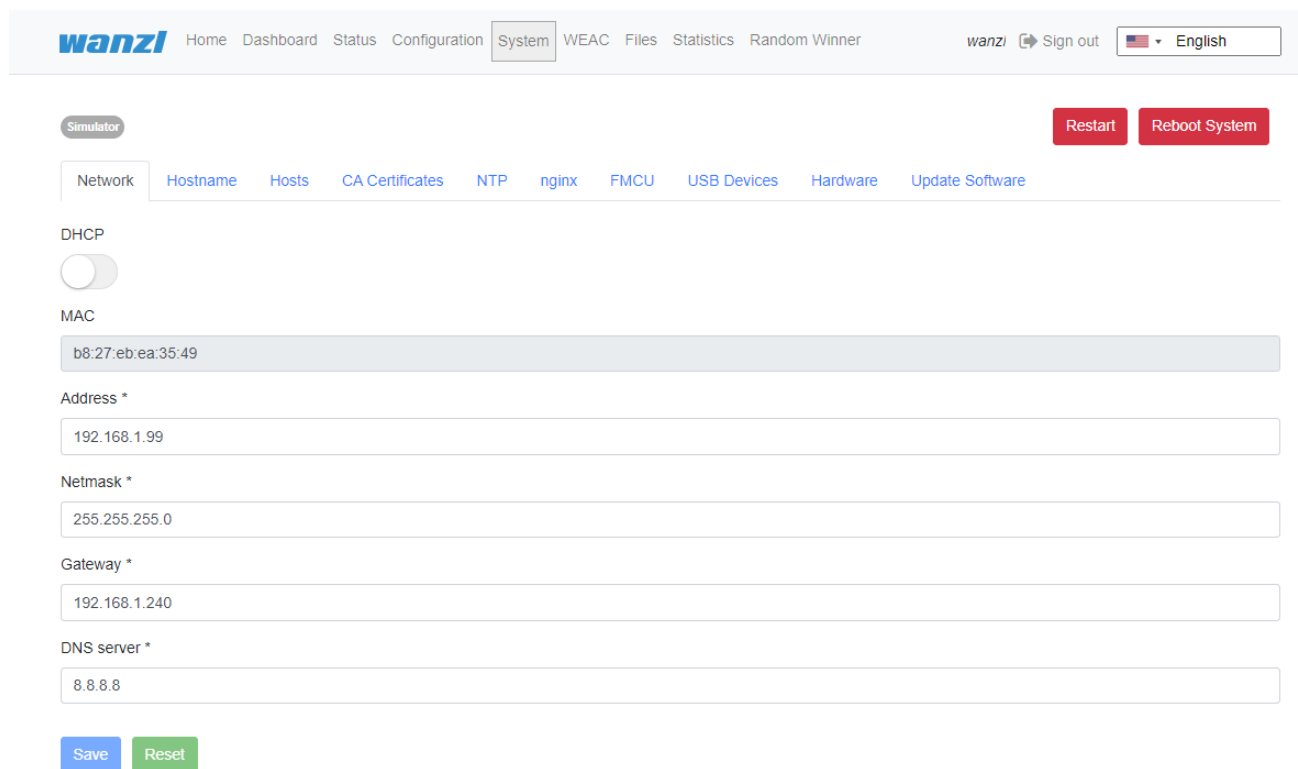 wanzl Home Dashboard Status Configuration System WEAC Files Statistics Random Winner wanzl Sign out English
Simulator Restart Reboot System
Network Hostname Hosts CA Certificates NTP nginx FMCU USB Devices Hardware Update Software
DHCP
MAC
b8:27:eb:ea:35:49
Address *
192.168.1.99
Netmask *
255.255.255.0
Gateway *
192.168.1.240
DNS server *
8.8.8.8
Save Reset